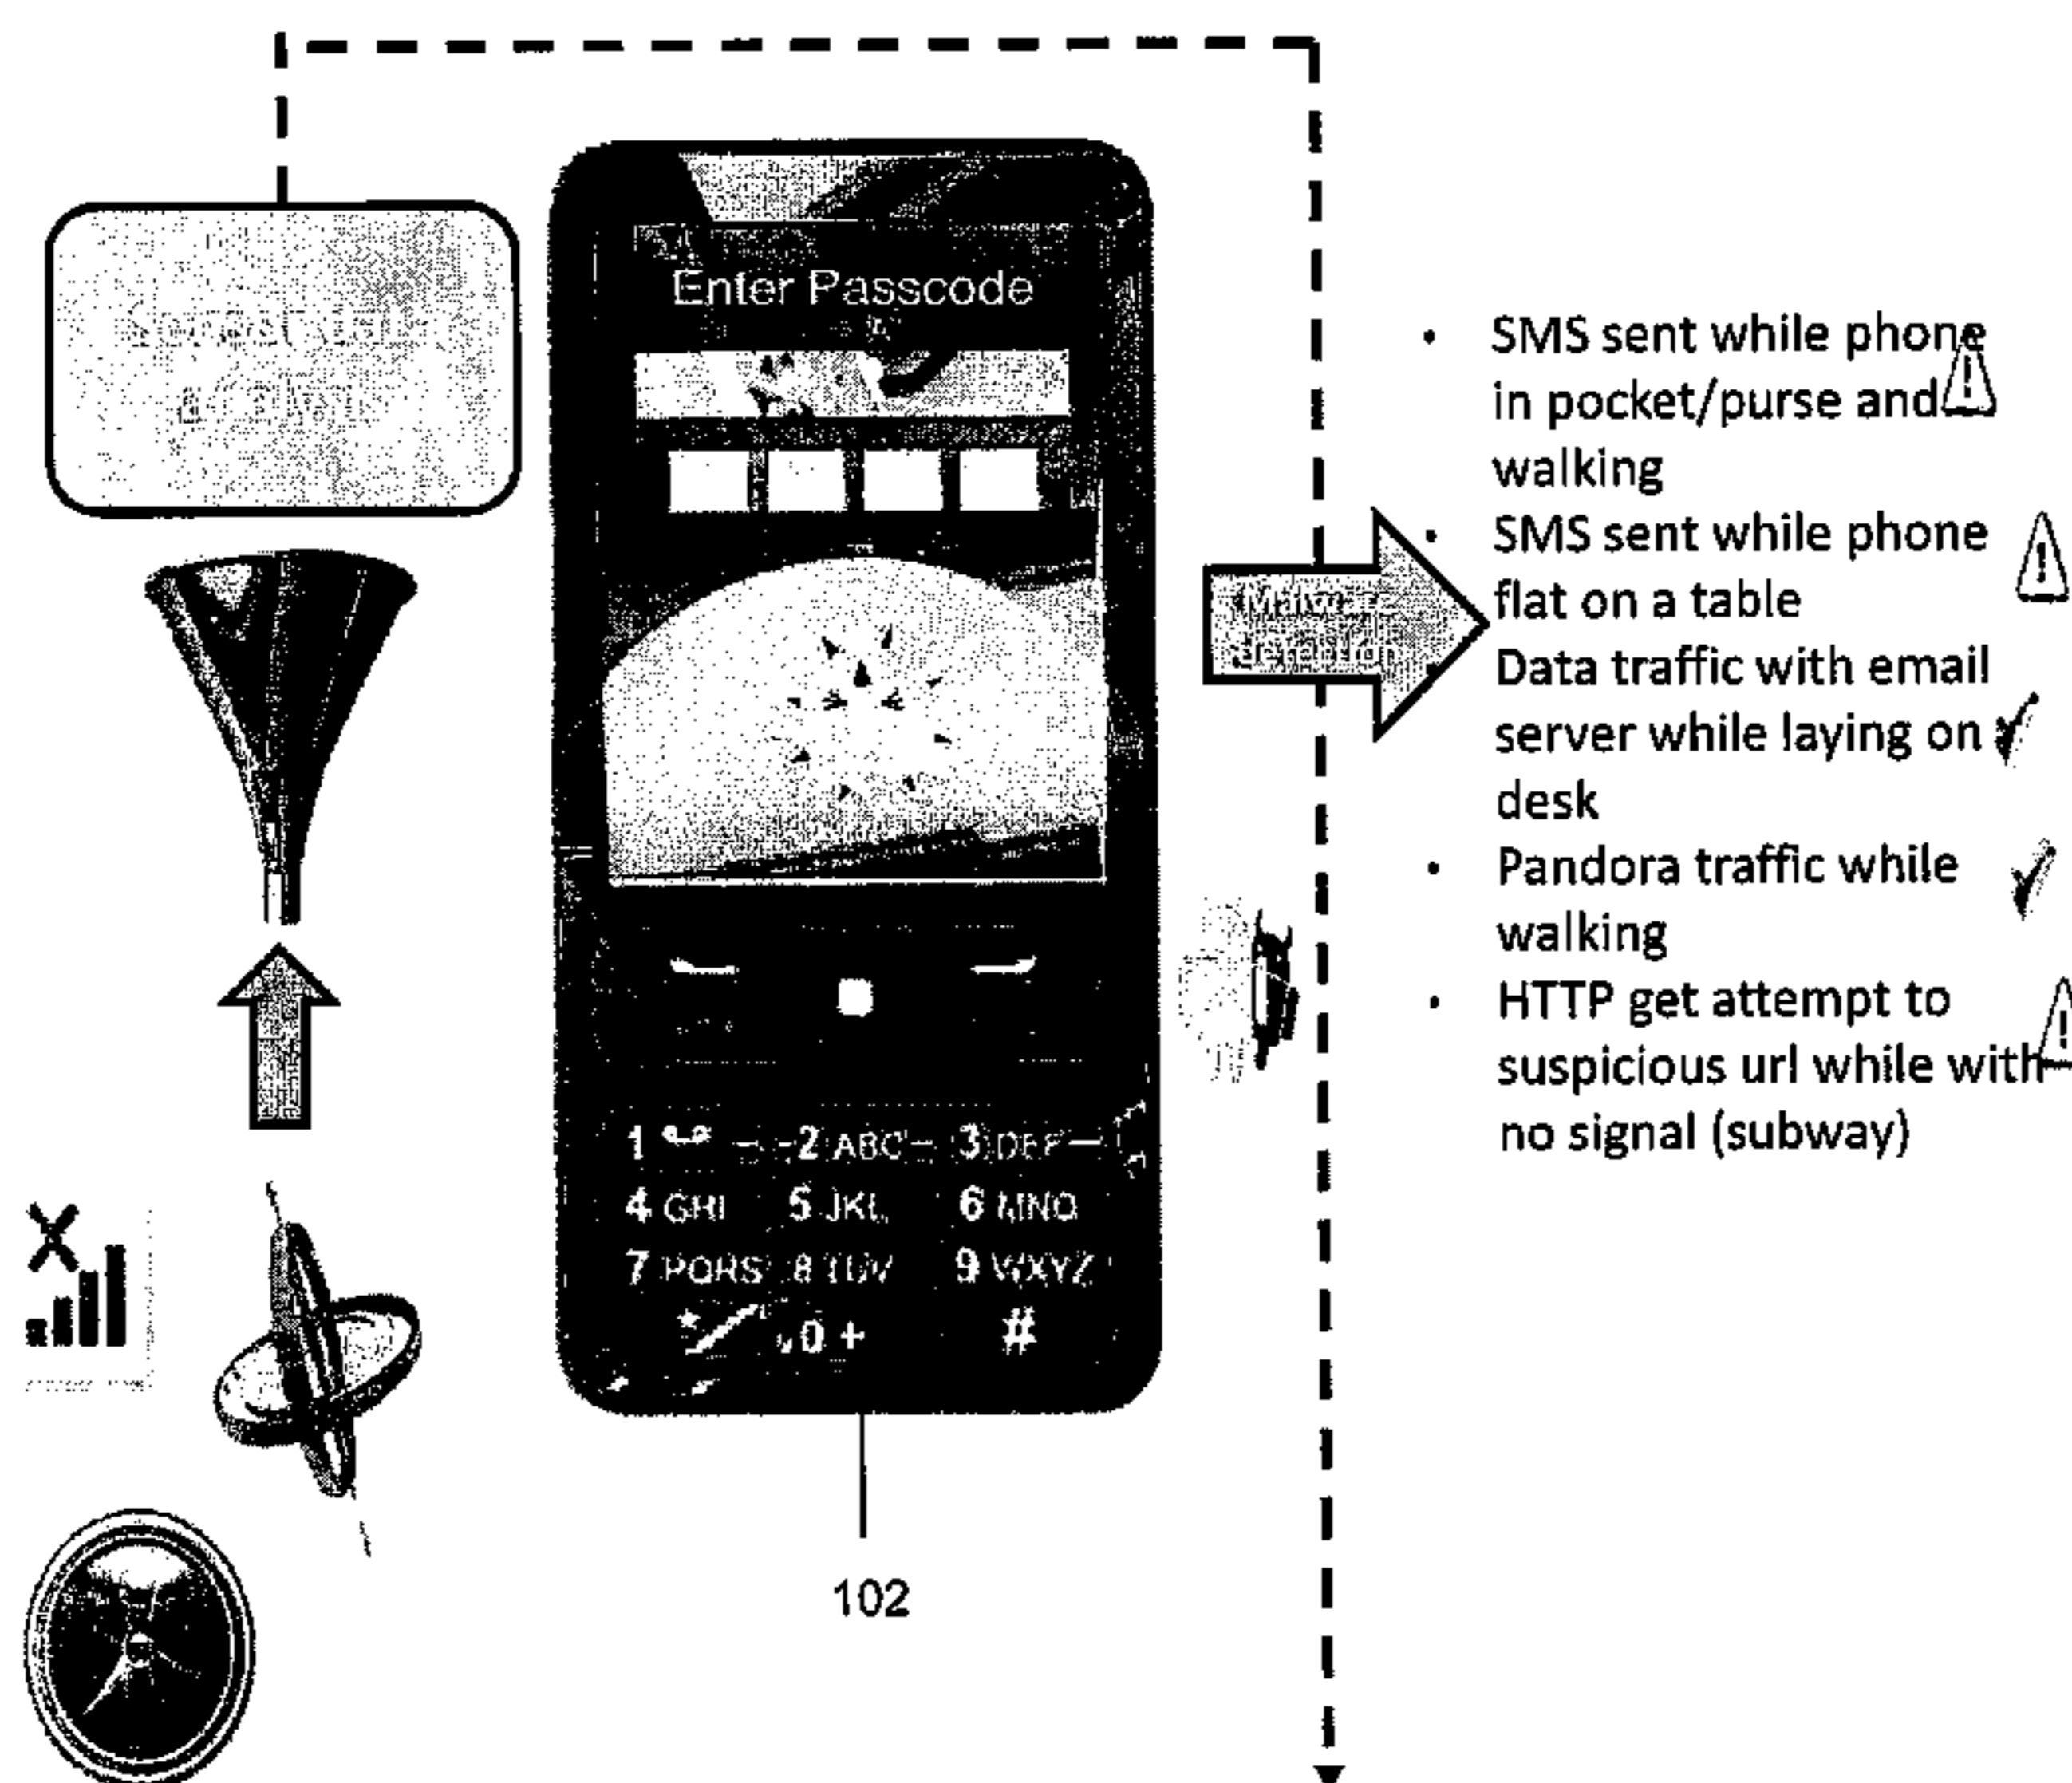 Enter Passcode
1
2 ABC
3 DEF
4 GHI
5 JKL
6 MNO
7 PQRS
8 TUV
9 WXYZ
*
0 +
#
102
• SMS sent while phone
in pocket/purse and
walking
• SMS sent while phone
flat on a table
Data traffic with email
server while laying on
desk
• Pandora traffic while
walking
• HTTP get attempt to
suspicious url while with
no signal (subway)